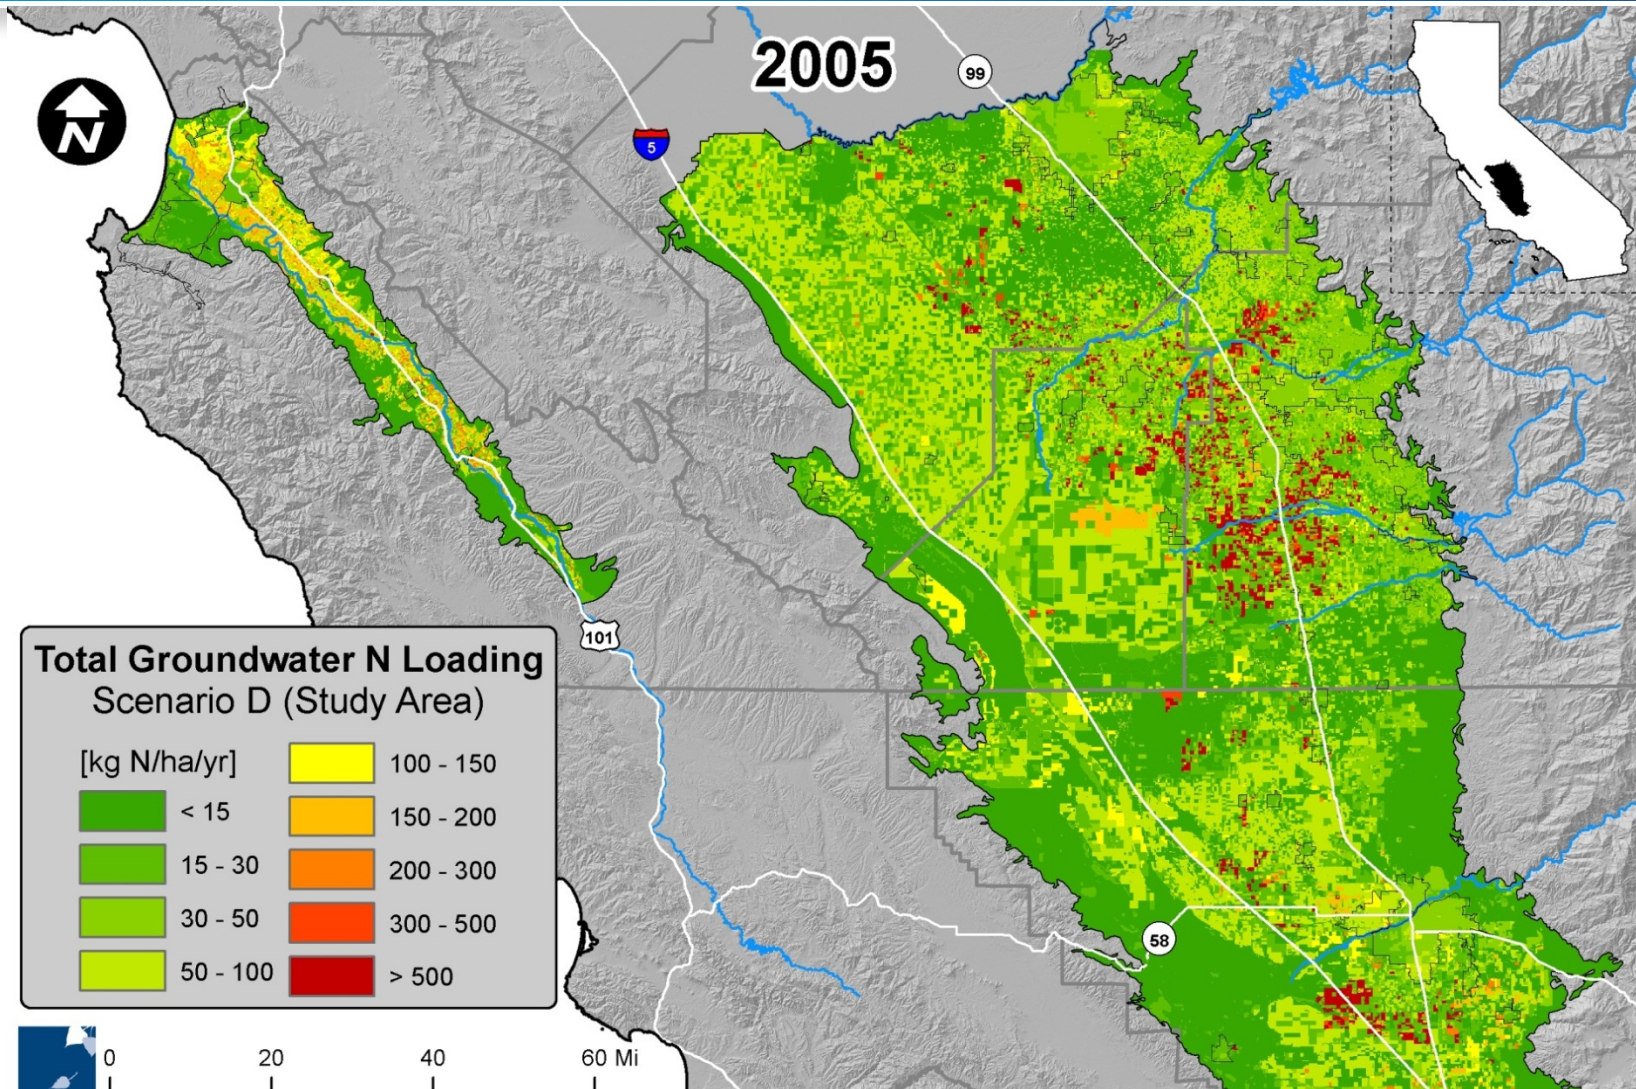 2005
99
N
5
101
Total Groundwater N Loading
Scenario D (Study Area)
[kg N/ha/yr]
< 15
15 - 30
30 - 50
50 - 100
100 - 150
150 - 200
200 - 300
300 - 500
> 500
58
0 20 40 60 Mi